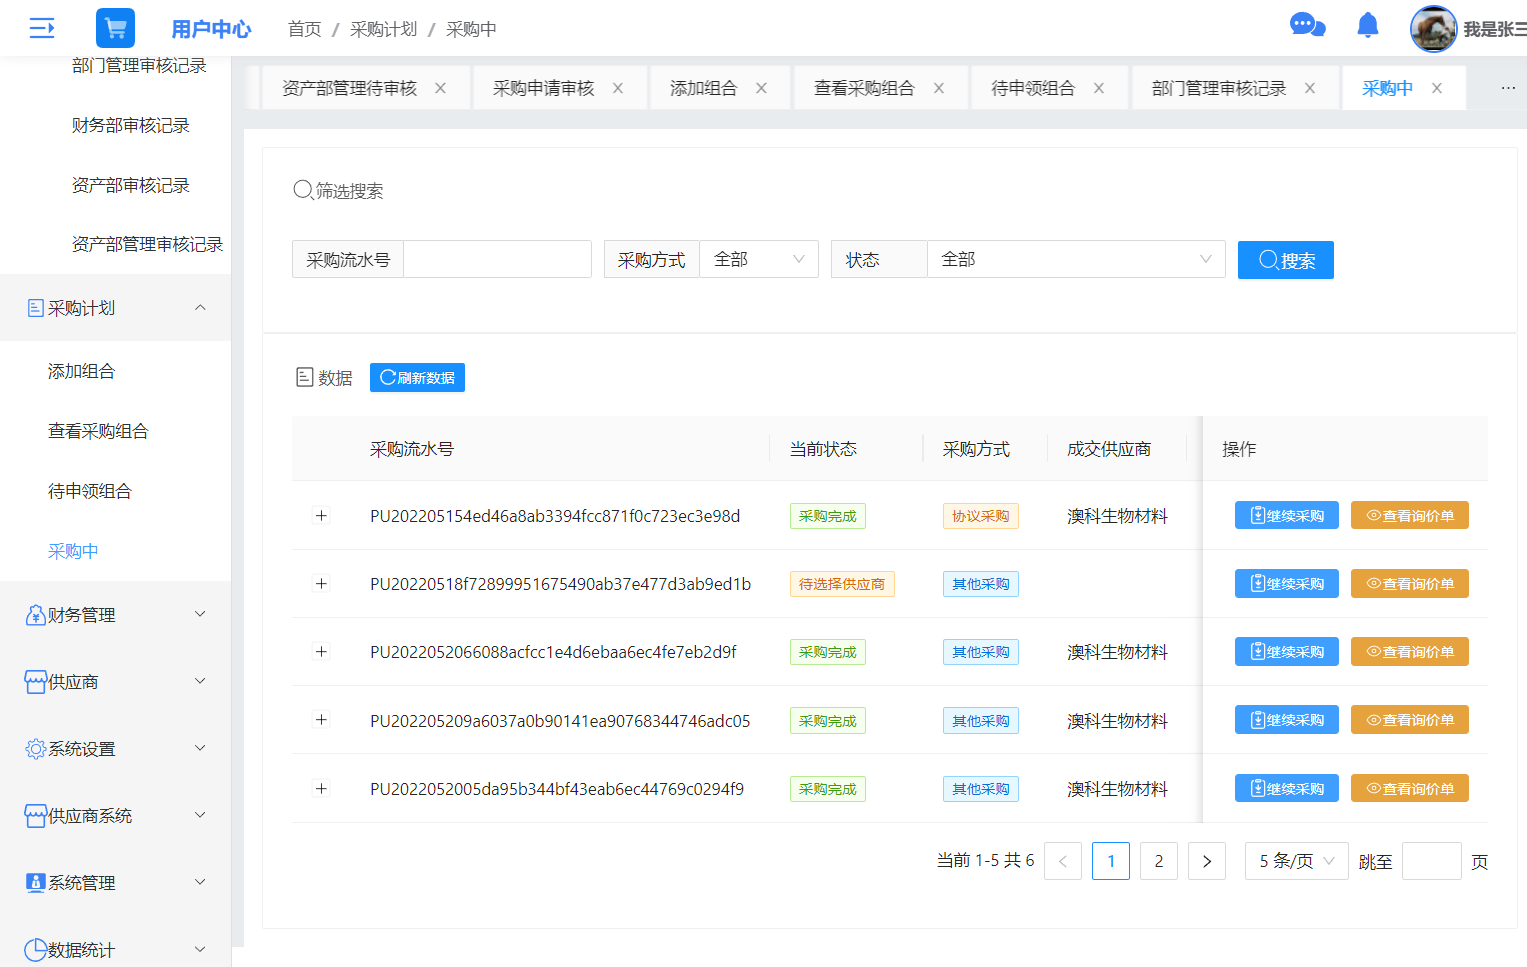 用户中心 首页 / 采购计划 / 采购中 我是张三
部门管理审核记录
财务部审核记录
资产部审核记录
资产部管理审核记录
采购计划
添加组合
查看采购组合
待申领组合
采购中
财务管理
供应商
系统设置
供应商系统
系统管理
数据统计
资产部管理待审核 × 采购申请审核 × 添加组合 × 查看采购组合 × 待申领组合 × 部门管理审核记录 × 采购中 × ···
筛选搜索
采购流水号 采购方式 全部 状态 全部 搜索
数据 刷新数据
采购流水号 当前状态 采购方式 成交供应商 操作
+ PU202205154ed46a8ab3394fcc871f0c723ec3e98d 采购完成 协议采购 澳科生物材料 继续采购 查看询价单
+ PU20220518f72899951675490ab37e477d3ab9ed1b 待选择供应商 其他采购 继续采购 查看询价单
+ PU2022052066088acfcc1e4d6ebaa6ec4fe7eb2d9f 采购完成 其他采购 澳科生物材料 继续采购 查看询价单
+ PU202205209a6037a0b90141ea90768344746adc05 采购完成 其他采购 澳科生物材料 继续采购 查看询价单
+ PU2022052005da95b344bf43eab6ec44769c0294f9 采购完成 其他采购 澳科生物材料 继续采购 查看询价单
当前 1-5 共 6 < 1 2 > 5 条/页 跳至 页